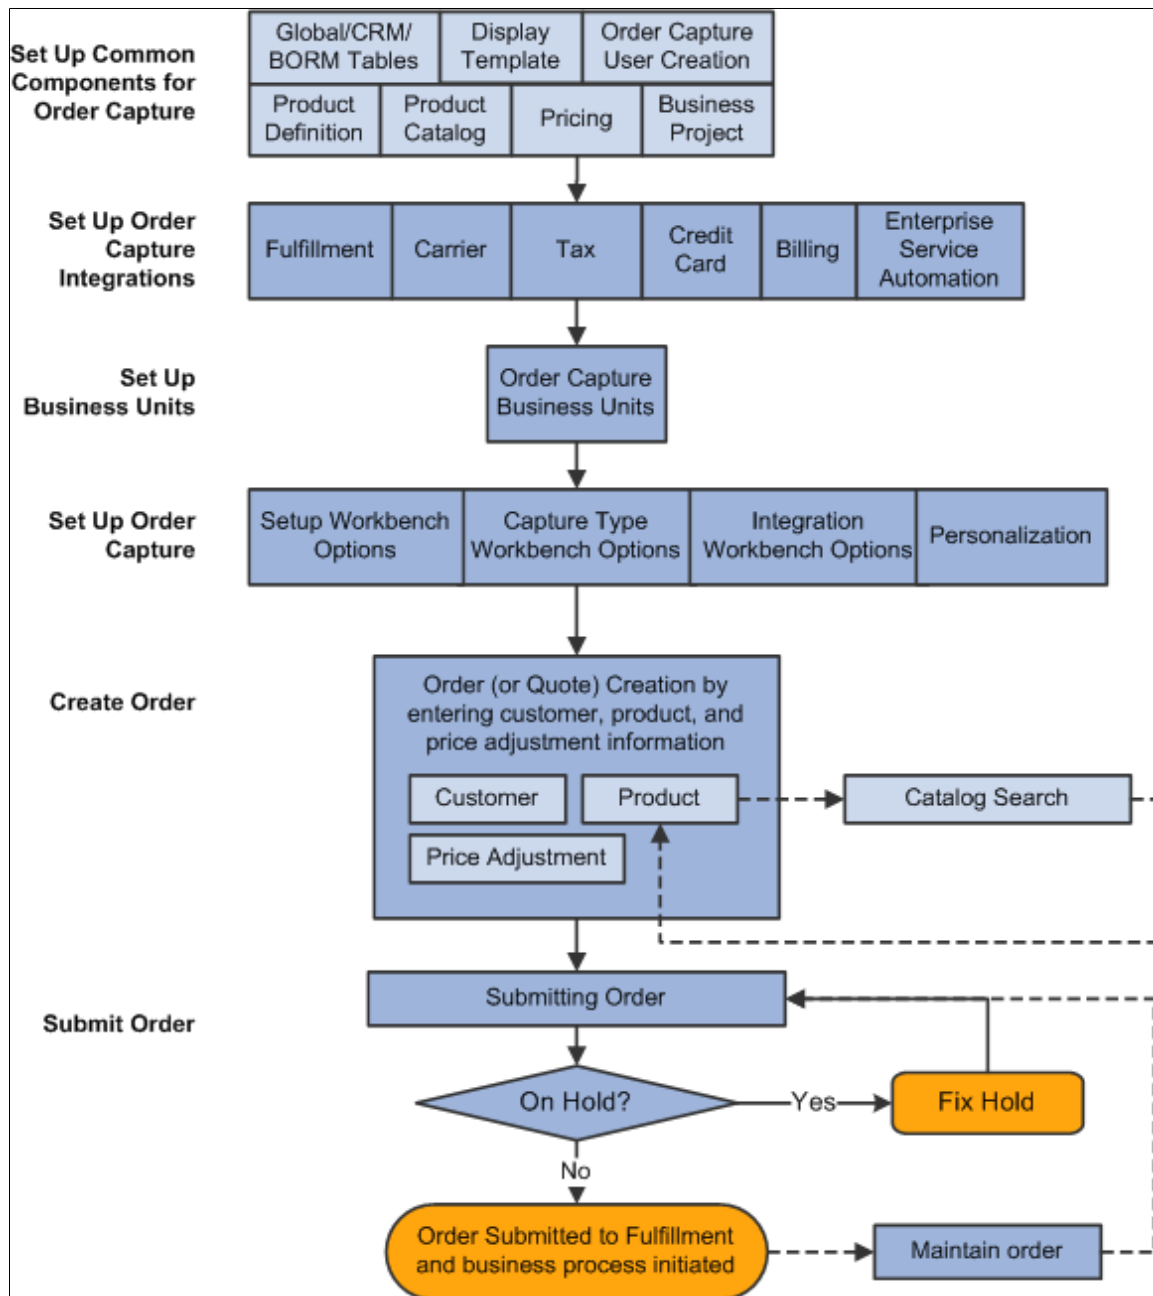 Set Up Common
Components for
Order Capture
Global/CRM/
BORM Tables
Display
Template
Order Capture
User Creation
Product
Definition
Product
Catalog
Pricing
Business
Project
Set Up Order
Capture
Integrations
Fulfillment
Carrier
Tax
Credit
Card
Billing
Enterprise
Service
Automation
Set Up
Business Units
Order Capture
Business Units
Set Up Order
Capture
Setup Workbench
Options
Capture Type
Workbench Options
Integration
Workbench Options
Personalization
Create Order
Order (or Quote) Creation by
entering customer, product, and
price adjustment information
Customer
Product
Catalog Search
Price Adjustment
Submit Order
Submitting Order
On Hold?
Yes
Fix Hold
No
Order Submitted to Fulfillment
and business process initiated
Maintain order